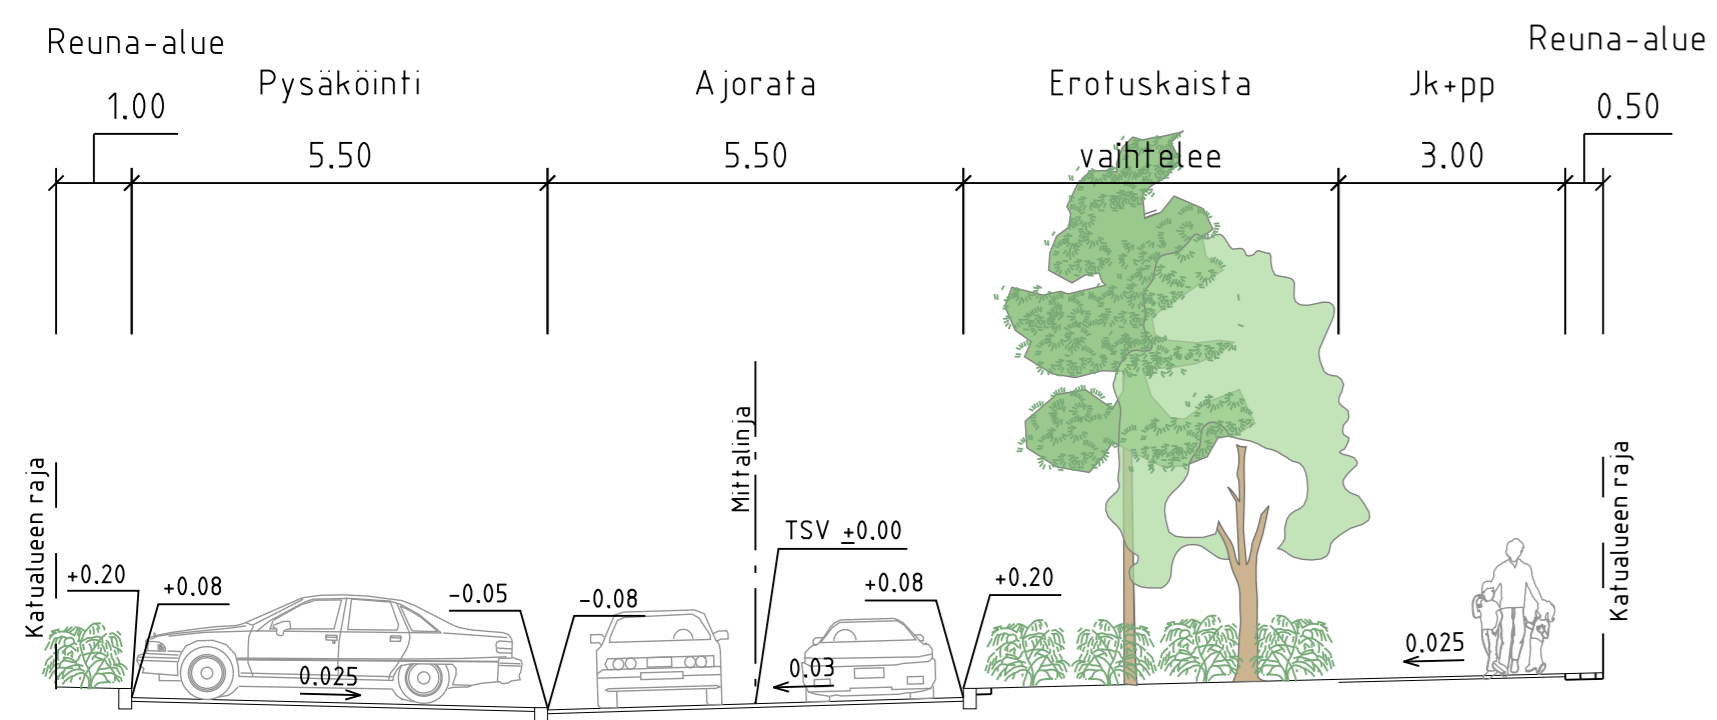 Reuna-alue
Reuna-alue
Pysäköinti
Ajorata
Erotuskaista
Jk+pp
1.00
0.50
5.50
5.50
vaihtelee
3.00
Katualueen raja
Mittalinja
Katualueen raja
TSV ±0.00
+0.20
+0.08
-0.05
-0.08
+0.08
+0.20
0.025
0.03
0.025